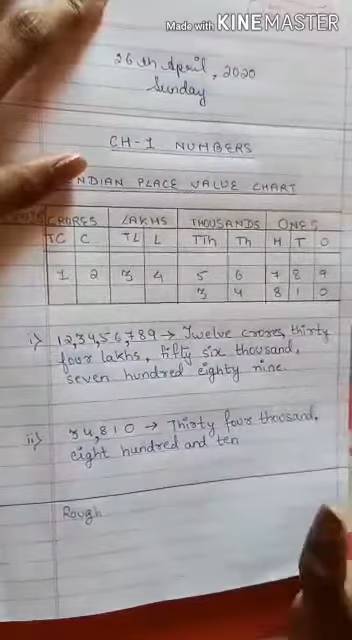 Made with KINEMASTER
26th April, 2020
Sunday
CH-1 NUMBERS
INDIAN PLACE VALUE CHART
CRORES LAKHS THOUSANDS ONES
TC C TL L TTh Th H T O
1 2 3 4 5 6 7 8 9
3 4 8 1 0
i) 12,34,56,789 → Twelve crores, thirty
four lakhs, fifty six thousand,
seven hundred eighty nine
ii) 34,810 → Thirty four thousand,
eight hundred and ten
Rough